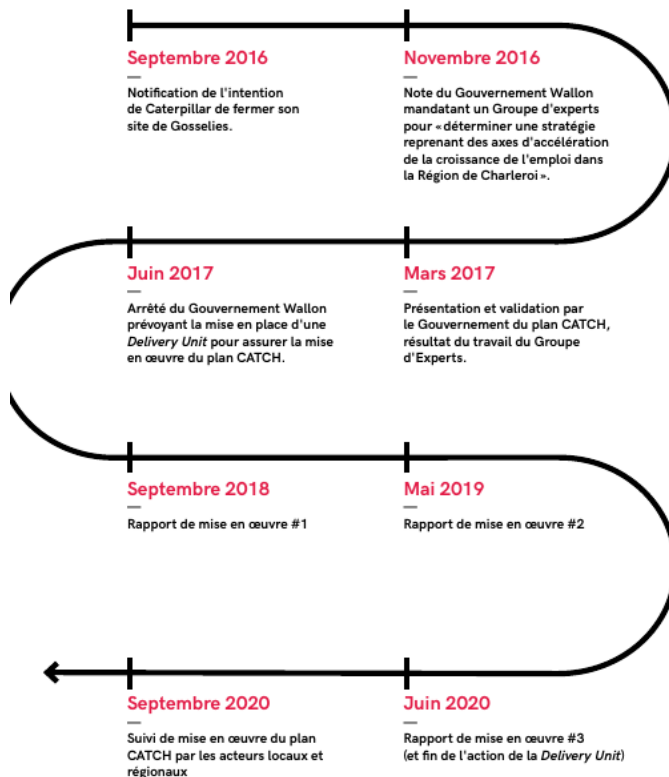 Septembre 2016
Notification de l'intention
de Caterpillar de fermer son
site de Gosselies.
Novembre 2016
Note du Gouvernement Wallon
mandatant un Groupe d'experts
pour « déterminer une stratégie
reprenant des axes d'accélération
de la croissance de l'emploi dans
la Région de Charleroi ».
Mars 2017
Présentation et validation par
le Gouvernement du plan CATCH,
résultat du travail du Groupe
d'Experts.
Juin 2017
Arrêté du Gouvernement Wallon
prévoyant la mise en place d'une
Delivery Unit pour assurer la mise
en œuvre du plan CATCH.
Septembre 2018
Rapport de mise en œuvre #1
Mai 2019
Rapport de mise en œuvre #2
Juin 2020
Rapport de mise en œuvre #3
(et fin de l'action de la Delivery Unit)
Septembre 2020
Suivi de mise en œuvre du plan
CATCH par les acteurs locaux et
régionaux